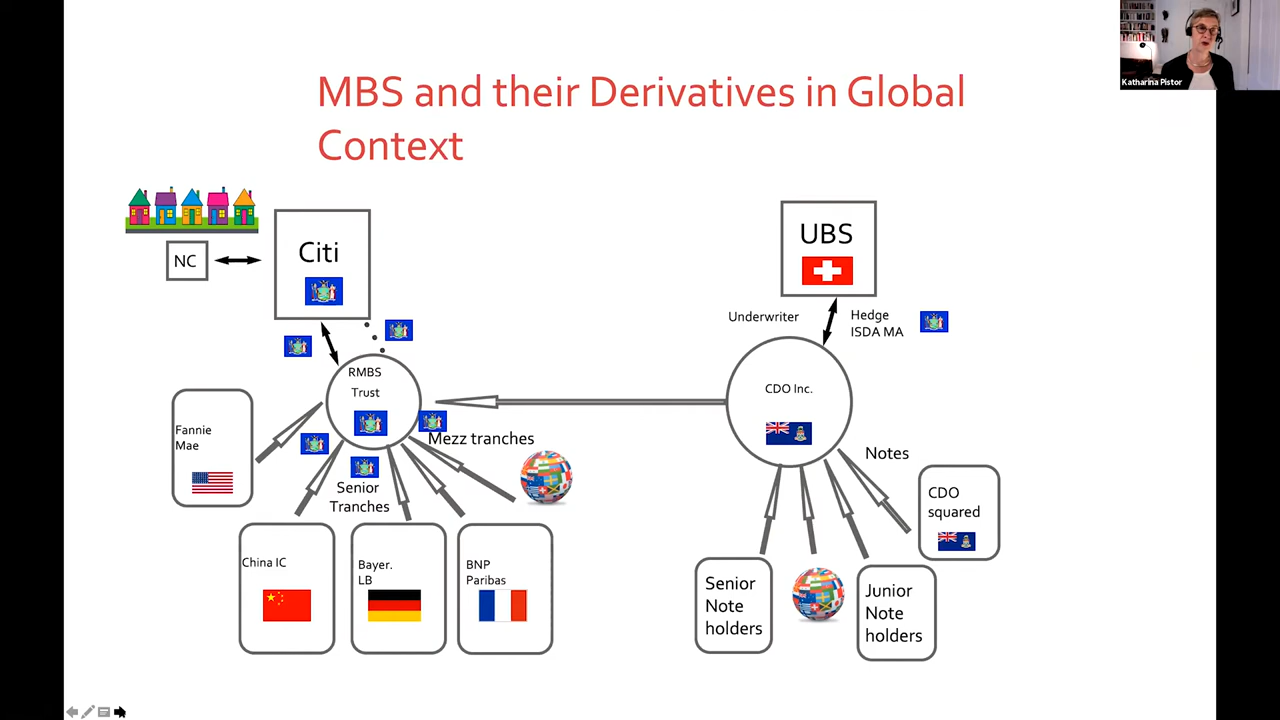 Katharina Pistor
MBS and their Derivatives in Global
Context
NC
Citi
UBS
Underwriter
Hedge
ISDA MA
RMBS
Trust
CDO Inc.
Fannie
Mae
Mezz tranches
Senior
Tranches
Notes
CDO
squared
China IC
Bayer.
LB
BNP
Paribas
Senior
Note
holders
Junior
Note
holders